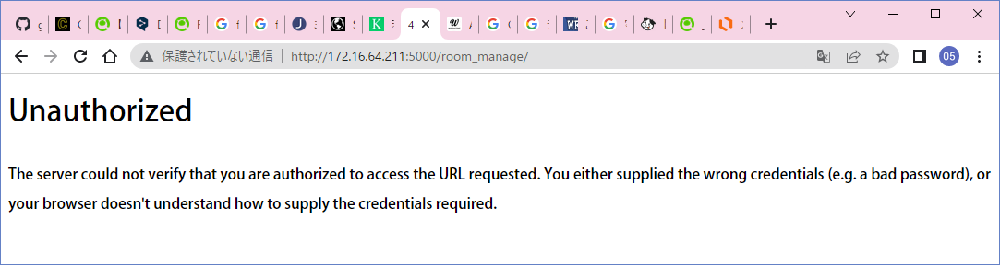 保護されていない通信 http://172.16.64.211:5000/room_manage/
05
Unauthorized
The server could not verify that you are authorized to access the URL requested. You either supplied the wrong credentials (e.g. a bad password), or
your browser doesn't understand how to supply the credentials required.